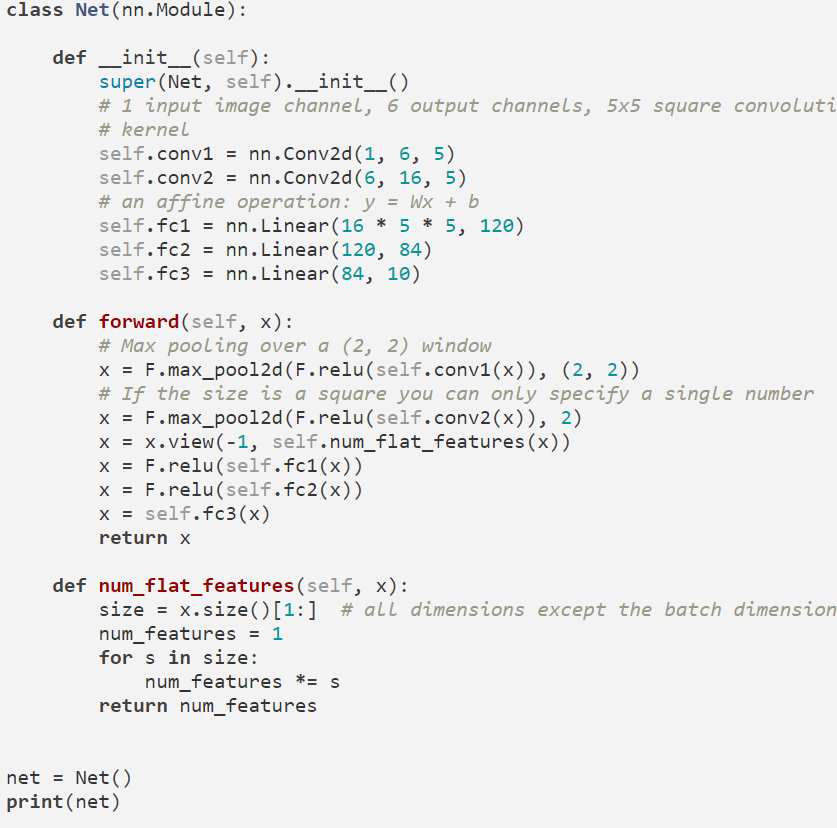 class Net(nn.Module):
    def __init__(self):
        super(Net, self).__init__()
        # 1 input image channel, 6 output channels, 5x5 square convoluti
        # kernel
        self.conv1 = nn.Conv2d(1, 6, 5)
        self.conv2 = nn.Conv2d(6, 16, 5)
        # an affine operation: y = Wx + b
        self.fc1 = nn.Linear(16 * 5 * 5, 120)
        self.fc2 = nn.Linear(120, 84)
        self.fc3 = nn.Linear(84, 10)
    def forward(self, x):
        # Max pooling over a (2, 2) window
        x = F.max_pool2d(F.relu(self.conv1(x)), (2, 2))
        # If the size is a square you can only specify a single number
        x = F.max_pool2d(F.relu(self.conv2(x)), 2)
        x = x.view(-1, self.num_flat_features(x))
        x = F.relu(self.fc1(x))
        x = F.relu(self.fc2(x))
        x = self.fc3(x)
        return x
    def num_flat_features(self, x):
        size = x.size()[1:]  # all dimensions except the batch dimension
        num_features = 1
        for s in size:
            num_features *= s
        return num_features
net = Net()
print(net)